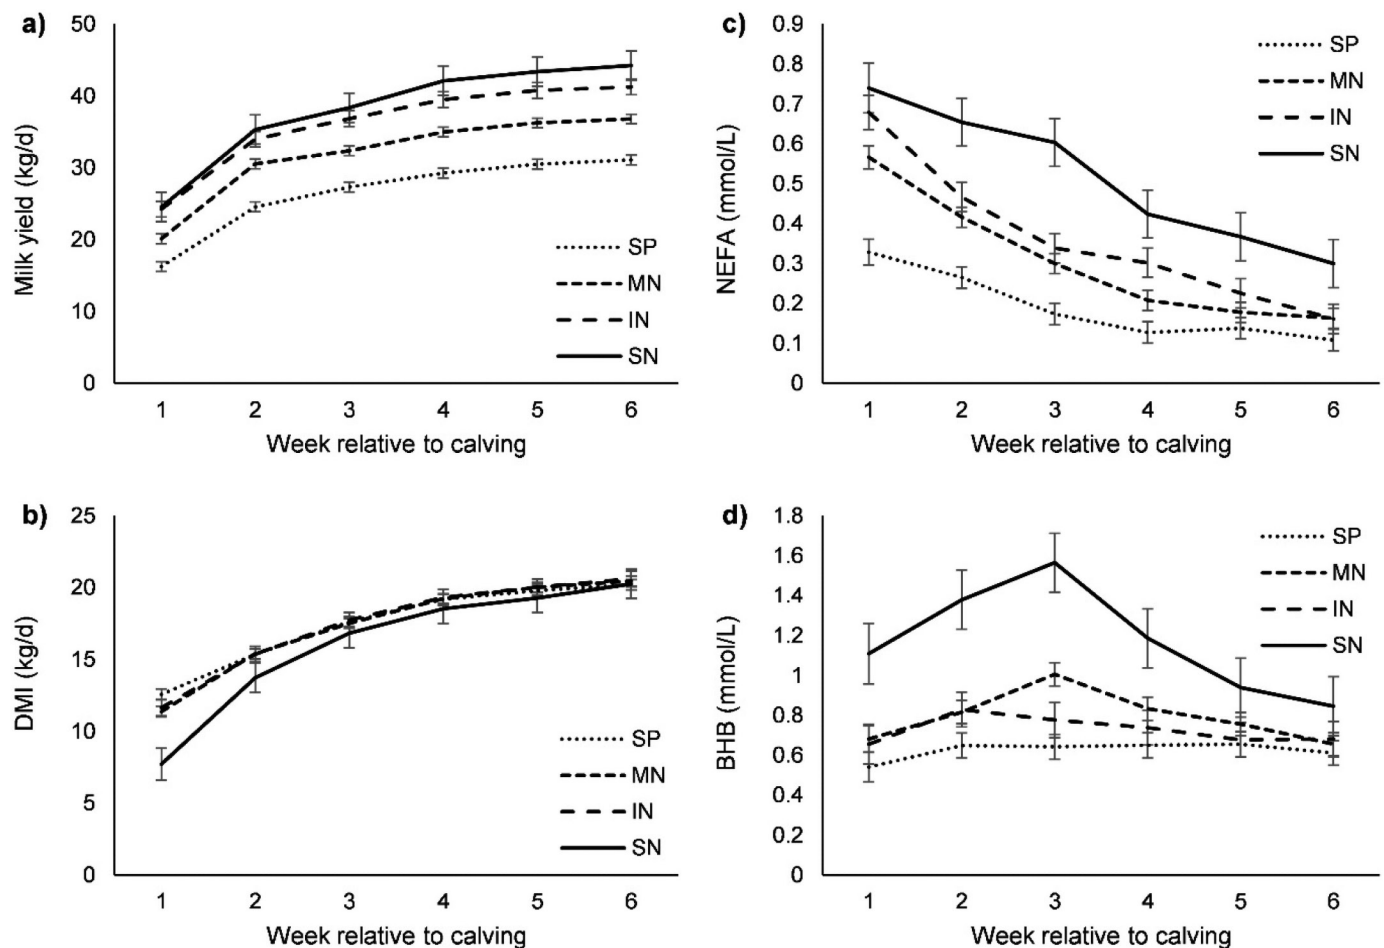 a)
Milk yield (kg/d)
50
40
30
20
10
0
1 2 3 4 5 6
Week relative to calving
SP
MN
IN
SN
c)
NEFA (mmol/L)
0.9
0.8
0.7
0.6
0.5
0.4
0.3
0.2
0.1
0
1 2 3 4 5 6
Week relative to calving
SP
MN
IN
SN
b)
DMI (kg/d)
25
20
15
10
5
0
1 2 3 4 5 6
Week relative to calving
SP
MN
IN
SN
d)
BHB (mmol/L)
1.8
1.6
1.4
1.2
1
0.8
0.6
0.4
0.2
0
1 2 3 4 5 6
Week relative to calving
SP
MN
IN
SN